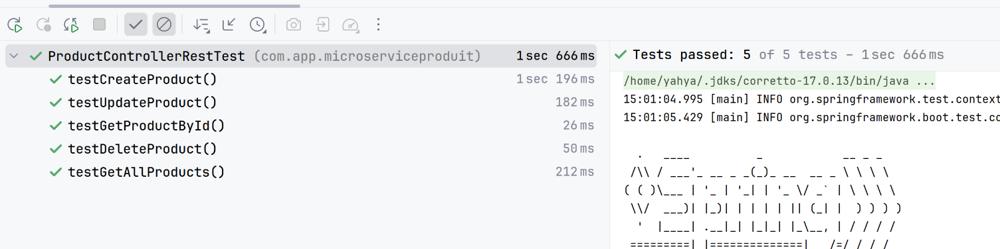 ProductControllerRestTest (com.app.microserviceproduit) 1 sec 666 ms
testCreateProduct() 1 sec 196 ms
testUpdateProduct() 182 ms
testGetProductById() 26 ms
testDeleteProduct() 50 ms
testGetAllProducts() 212 ms
Tests passed: 5 of 5 tests – 1 sec 666 ms
/home/yahya/.jdks/corretto-17.0.13/bin/java ...
15:01:04.995 [main] INFO org.springframework.test.context
15:01:05.429 [main] INFO org.springframework.boot.test.co
  .   ____          _            __ _ _
 /\\ / ___'_ __ _ _(_)_ __  __ _ \ \ \ \
( ( )\___ | '_ | '_| | '_ \/ _` | \ \ \ \
 \\/  ___)| |_)| | | | | || (_| |  ) ) ) )
  '  |____| .__|_| |_|_| |_\__, | / / / /
 =========|_|==============|___/=/_/_/_/